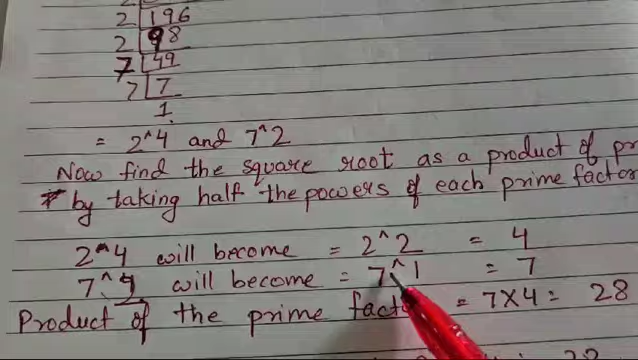 2 | 196
2 | 98
7 | 49
7 | 7
1
= 2^4 and 7^2
Now find the square root as a product of
by taking half the powers of each prime factor
2^4 will become = 2^2 = 4
7^2 will become = 7^1 = 7
Product of the prime = 7×4 = 28